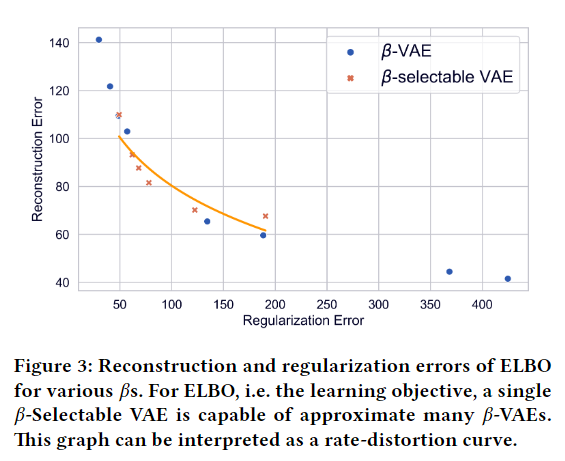 140
120
100
80
60
40
Reconstruction Error
β-VAE
β-selectable VAE
50 100 150 200 250 300 350 400
Regularization Error
Figure 3: Reconstruction and regularization errors of ELBO
for various βs. For ELBO, i.e. the learning objective, a single
β-Selectable VAE is capable of approximate many β-VAEs.
This graph can be interpreted as a rate-distortion curve.